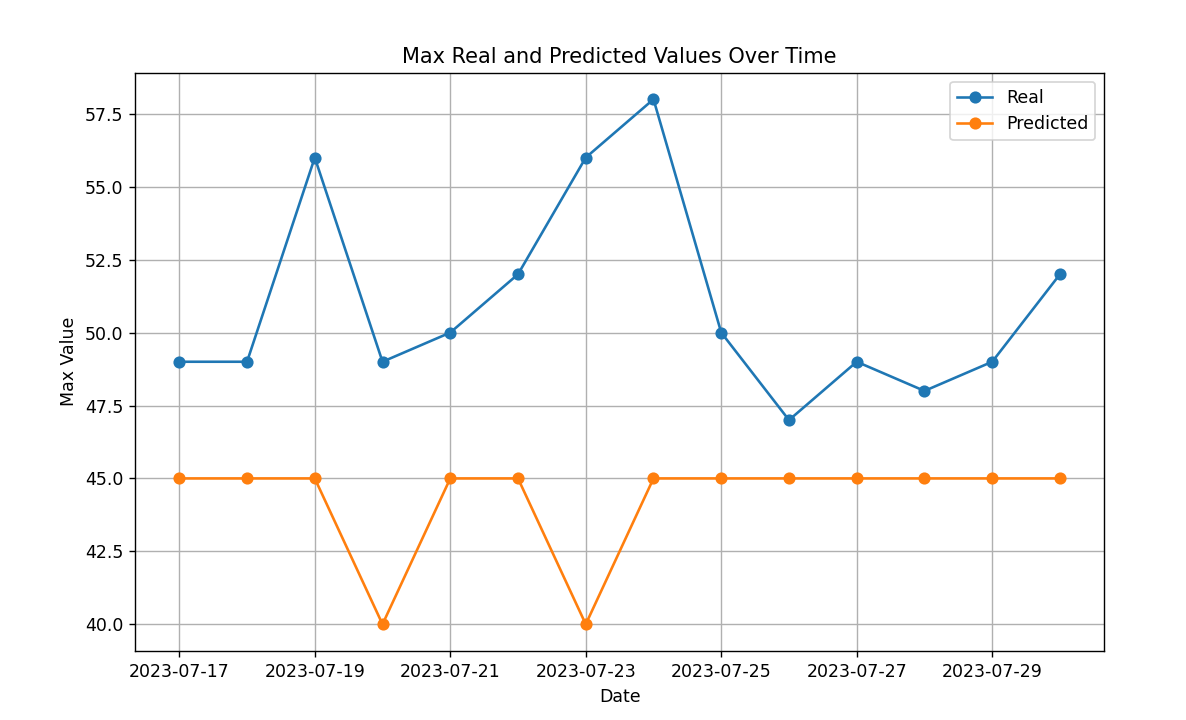 Max Real and Predicted Values Over Time
Real
Predicted
Max Value
57.5
55.0
52.5
50.0
47.5
45.0
42.5
40.0
2023-07-17 2023-07-19 2023-07-21 2023-07-23 2023-07-25 2023-07-27 2023-07-29
Date